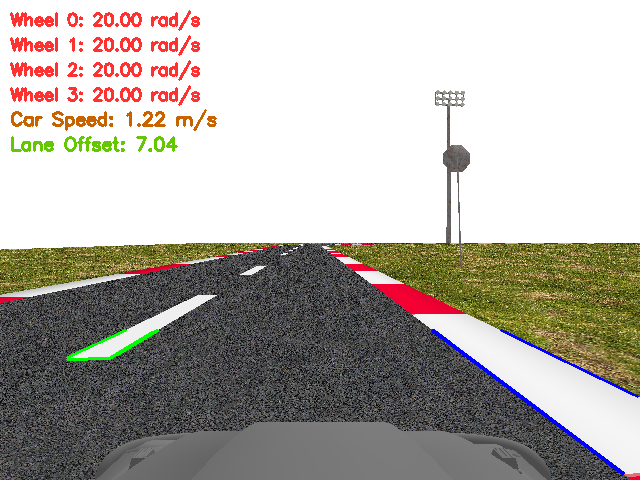 Wheel 0: 20.00 rad/s
Wheel 1: 20.00 rad/s
Wheel 2: 20.00 rad/s
Wheel 3: 20.00 rad/s
Car Speed: 1.22 m/s
Lane Offset: 7.04